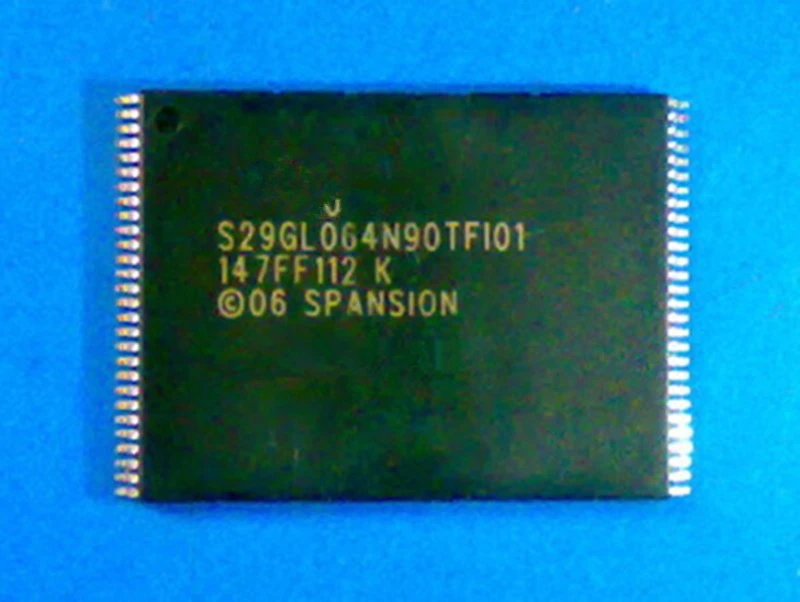 J
S29GL064N90TFI01
147FF112 K
©06 SPANSION